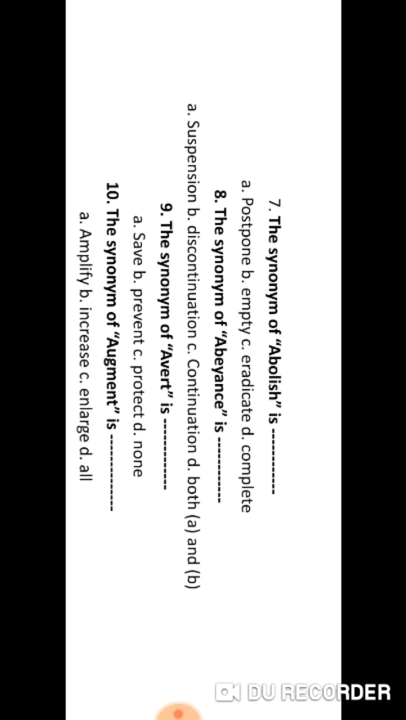 7. The synonym of “Abolish” is ------------
a. Postpone b. empty c. eradicate d. complete
8. The synonym of “Abeyance” is ------------
a. Suspension b. discontinuation c. Continuation d. both (a) and (b)
9. The synonym of “Avert” is -------------
a. Save b. prevent c. protect d. none
10. The synonym of “Augment” is --------------
a. Amplify b. increase c. enlarge d. all
DU RECORDER